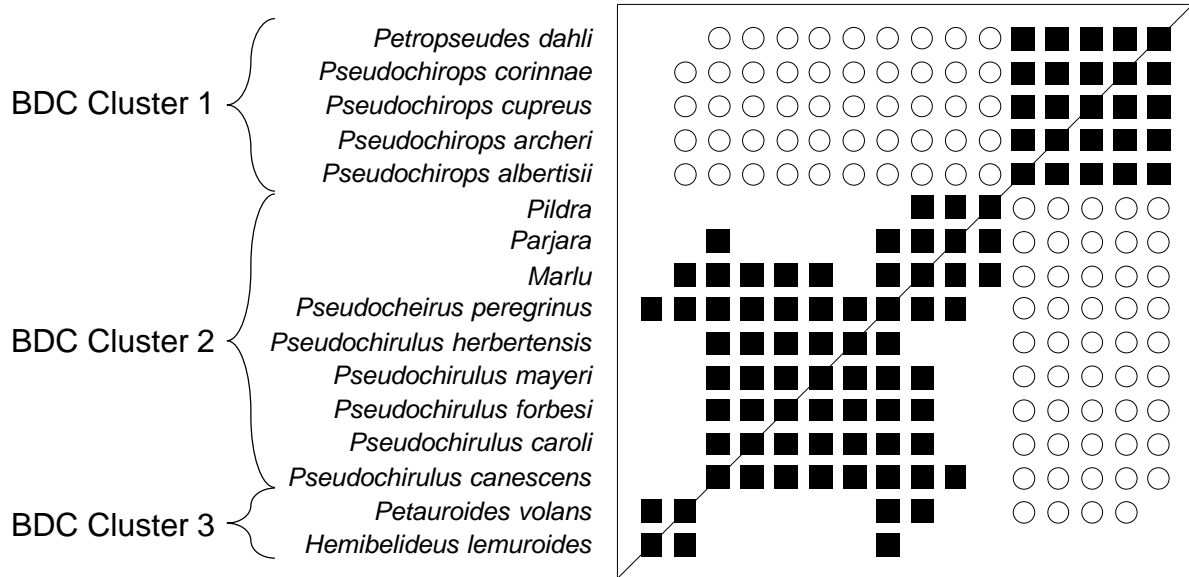 Petropseudes dahli
Pseudochirops corinnae
BDC Cluster 1
Pseudochirops cupreus
Pseudochirops archeri
Pseudochirops albertisii
Pildra
Parjara
Marlu
Pseudocheirus peregrinus
BDC Cluster 2
Pseudochirulus herbertensis
Pseudochirulus mayeri
Pseudochirulus forbesi
Pseudochirulus caroli
Pseudochirulus canescens
BDC Cluster 3
Petauroides volans
Hemibelideus lemuroides